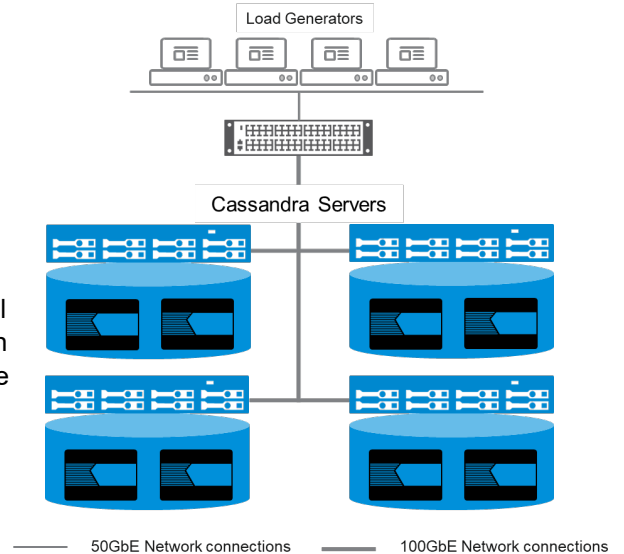 Load Generators
Cassandra Servers
l
n
e
50GbE Network connections
100GbE Network connections